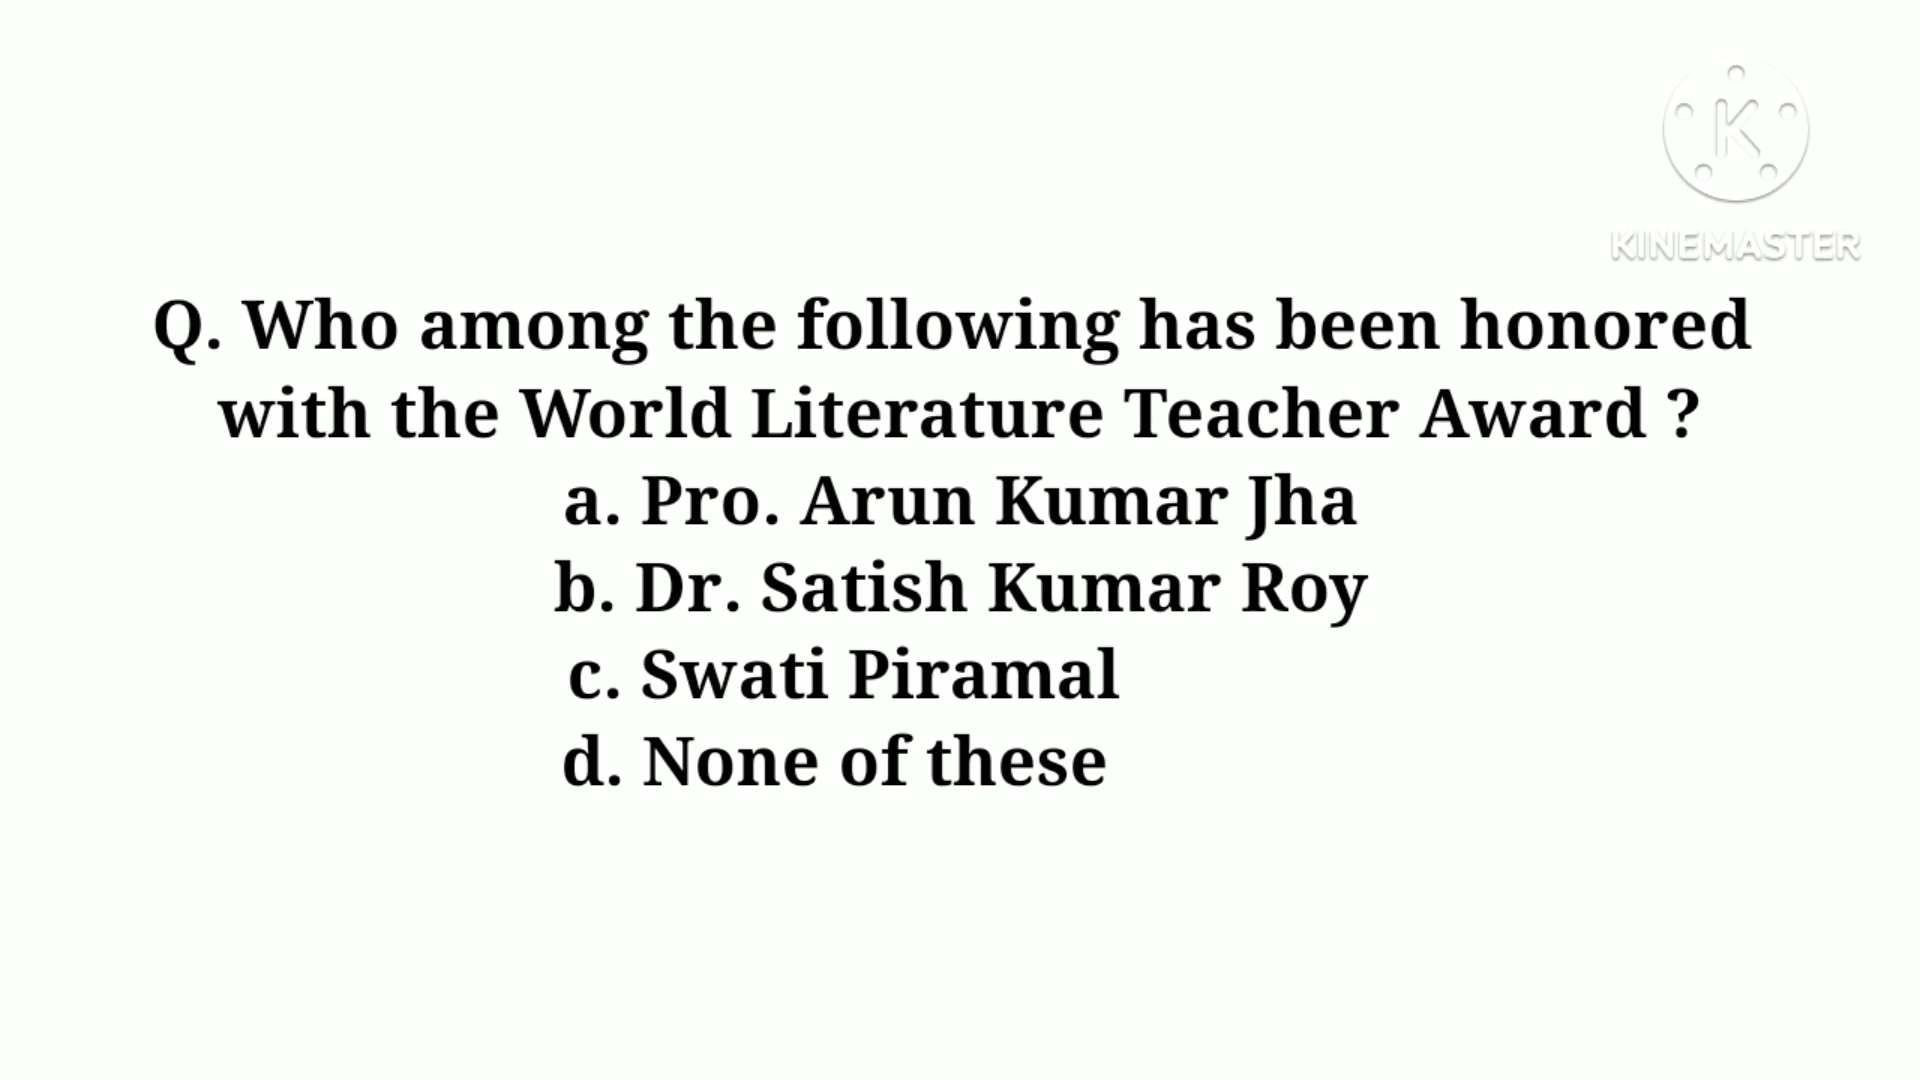 KINEMASTER
Q. Who among the following has been honored
with the World Literature Teacher Award ?
a. Pro. Arun Kumar Jha
b. Dr. Satish Kumar Roy
c. Swati Piramal
d. None of these